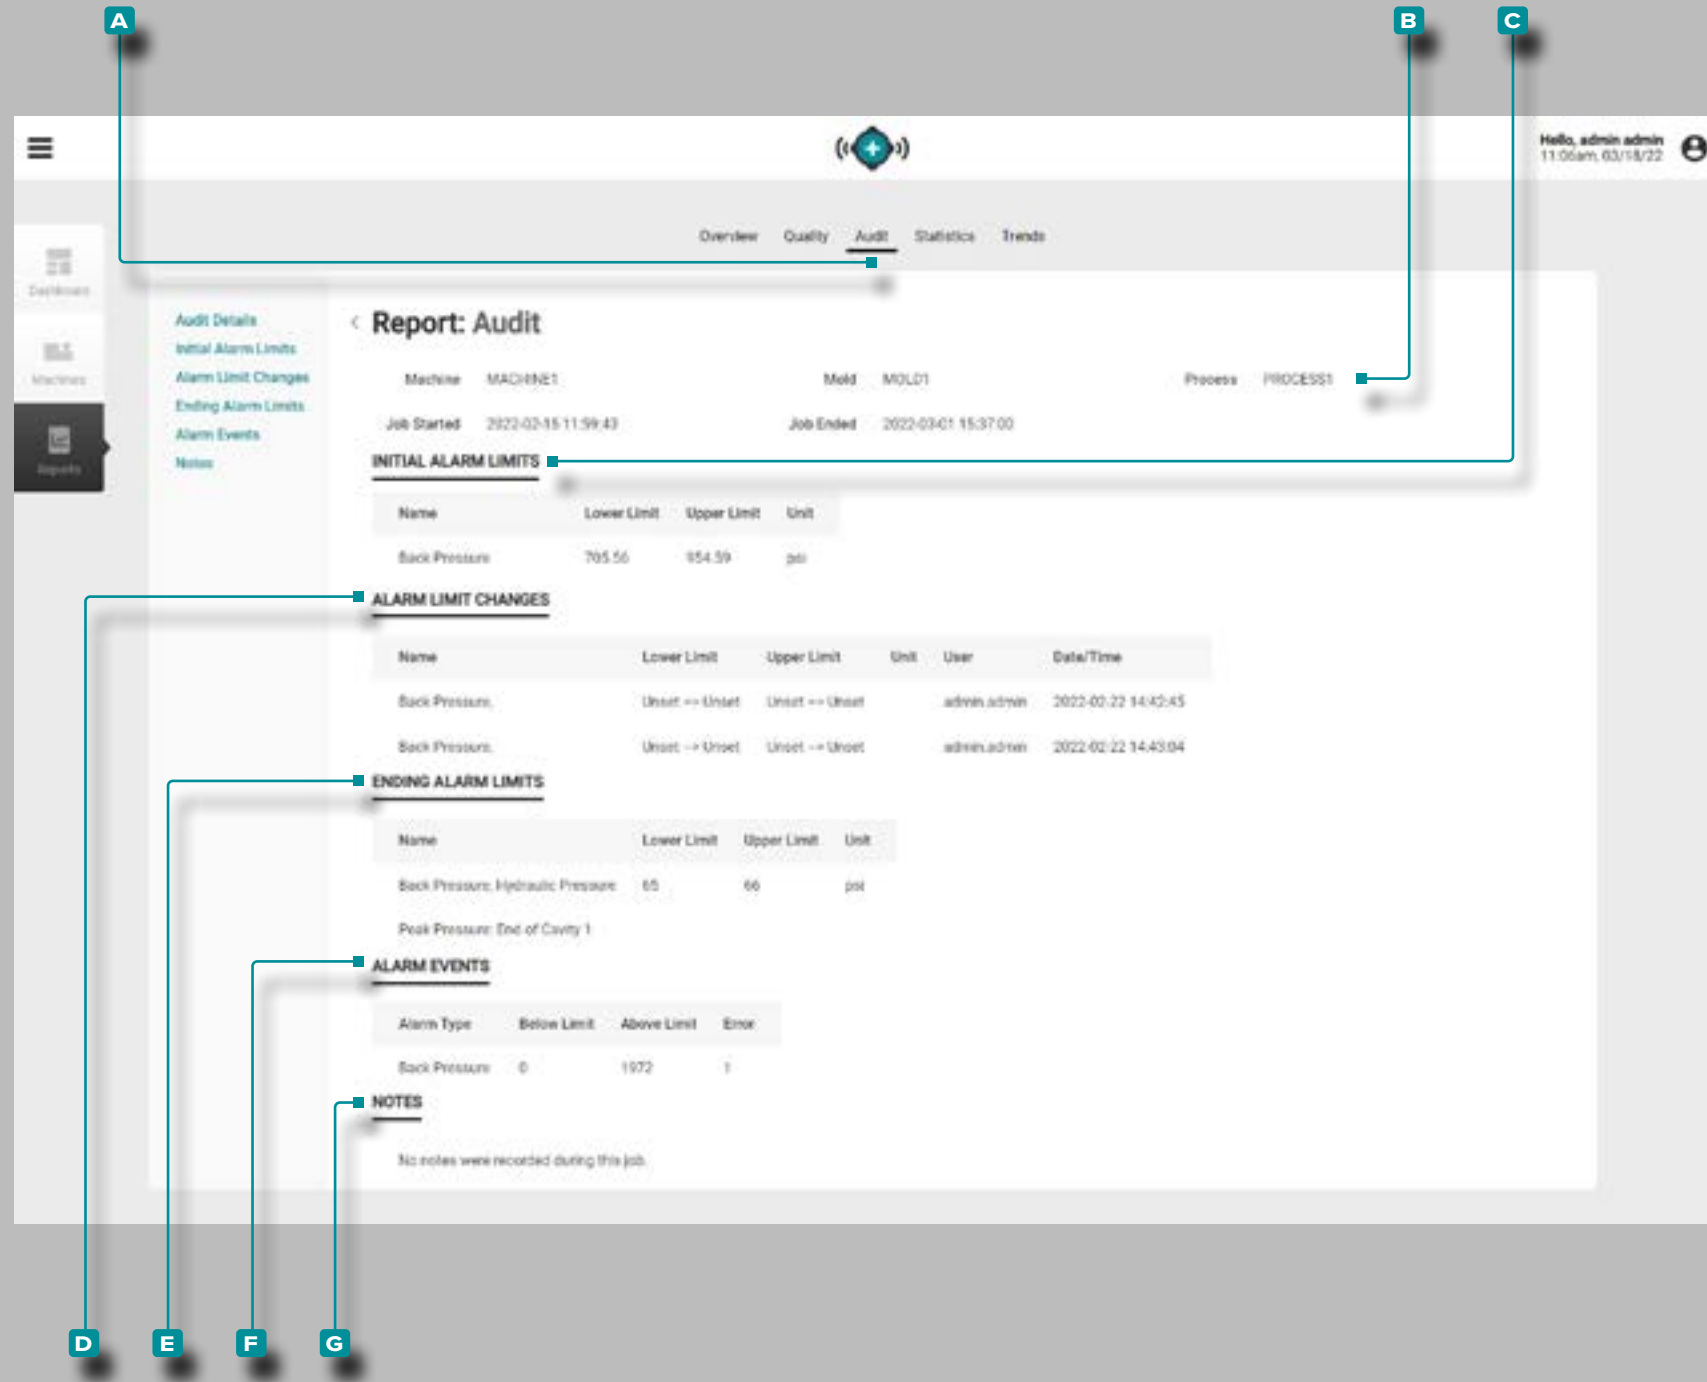 A B C
Hello, admin admin
11:06am, 03/18/22
Overview Quality Audit Statistics Trends
Dashboard
Machines
Reports
Audit Details
Initial Alarm Limits
Alarm Limit Changes
Ending Alarm Limits
Alarm Events
Notes
< Report: Audit
Machine MACHINE1 Mold MOLD1 Process PROCESS1
Job Started 2022-02-15 11:59:43 Job Ended 2022-03-01 15:37:00
INITIAL ALARM LIMITS
Name Lower Limit Upper Limit Unit
Back Pressure 705.56 954.59 psi
ALARM LIMIT CHANGES
Name Lower Limit Upper Limit Unit User Date/Time
Back Pressure, Unset --> Unset Unset --> Unset admin.admin 2022-02-22 14:42:45
Back Pressure, Unset --> Unset Unset --> Unset admin.admin 2022-02-22 14:43:04
ENDING ALARM LIMITS
Name Lower Limit Upper Limit Unit
Back Pressure, Hydraulic Pressure 65 66 psi
Peak Pressure: End of Cavity 1
ALARM EVENTS
Alarm Type Below Limit Above Limit Error
Back Pressure 0 1972 1
NOTES
No notes were recorded during this job.
D E F G